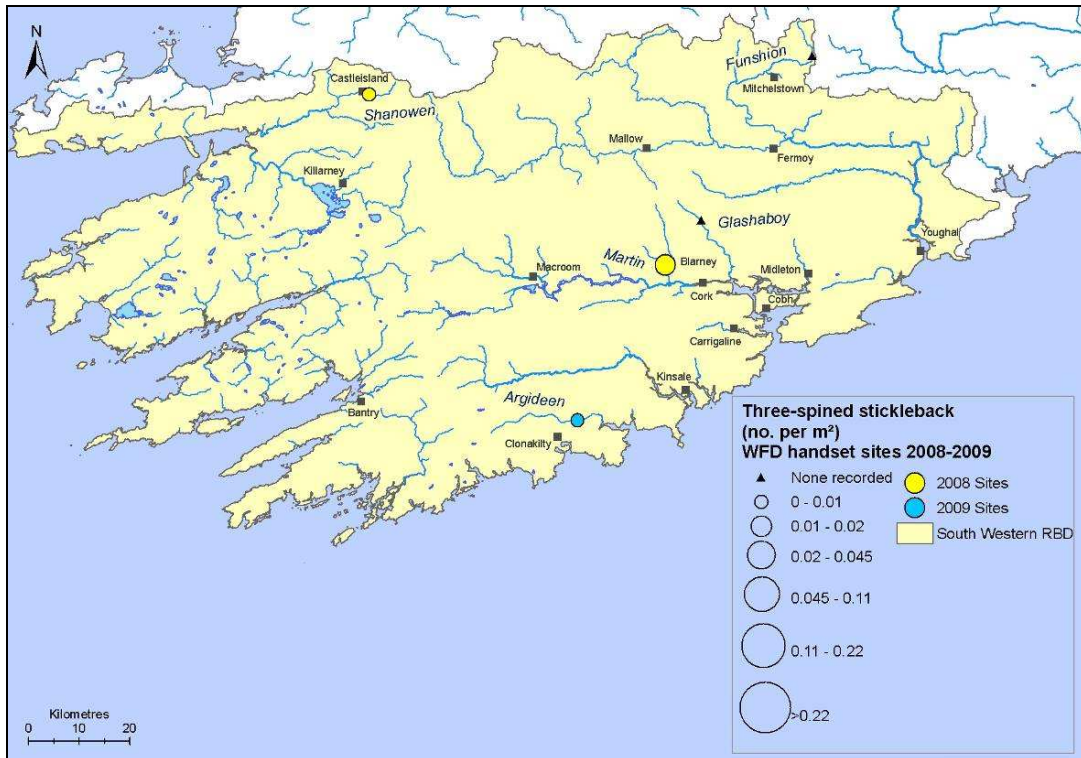 N
Funshion
Castleisland
Mitchelstown
Shanowen
Mallow
Fermoy
Killarney
Glashaboy
Youghal
Martin
Blarney
Macroom
Midleton
Cork
Cobh
Carrigaline
Kinsale
Argideen
Bantry
Clonakilty
Three-spined stickleback
(no. per m²)
WFD handset sites 2008-2009
None recorded
0 - 0.01
0.01 - 0.02
0.02 - 0.045
0.045 - 0.11
0.11 - 0.22
>0.22
2008 Sites
2009 Sites
South Western RBD
Kilometres
0 10 20